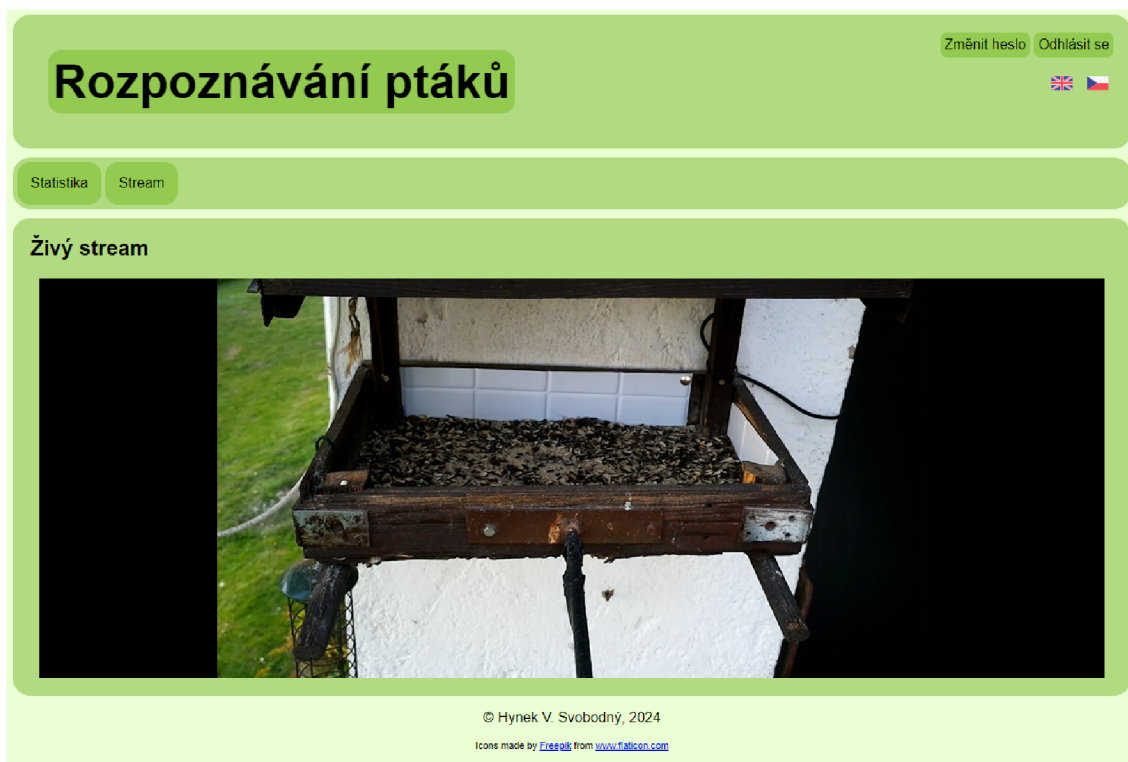 Změnit heslo Odhlásit se
Rozpoznávání ptáků
Statistika Stream
Živý stream
© Hynek V. Svobodný, 2024
Icons made by Freepik from www.flaticon.com